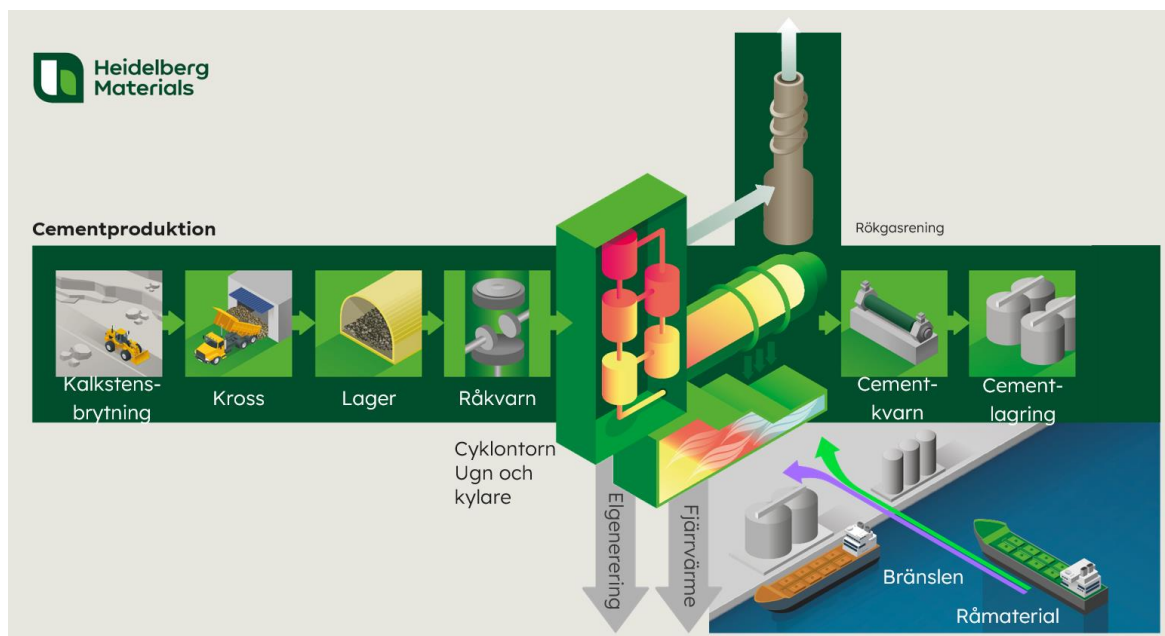 Heidelberg
Materials
Cementproduktion
Rökgasrening
Kalkstens-
brytning
Kross
Lager
Råkvarn
Cement-
kvarn
Cement-
lagring
Cyklontorn
Ugn och
kylare
Elgenerering
Fjärrvärme
Bränslen
Råmaterial